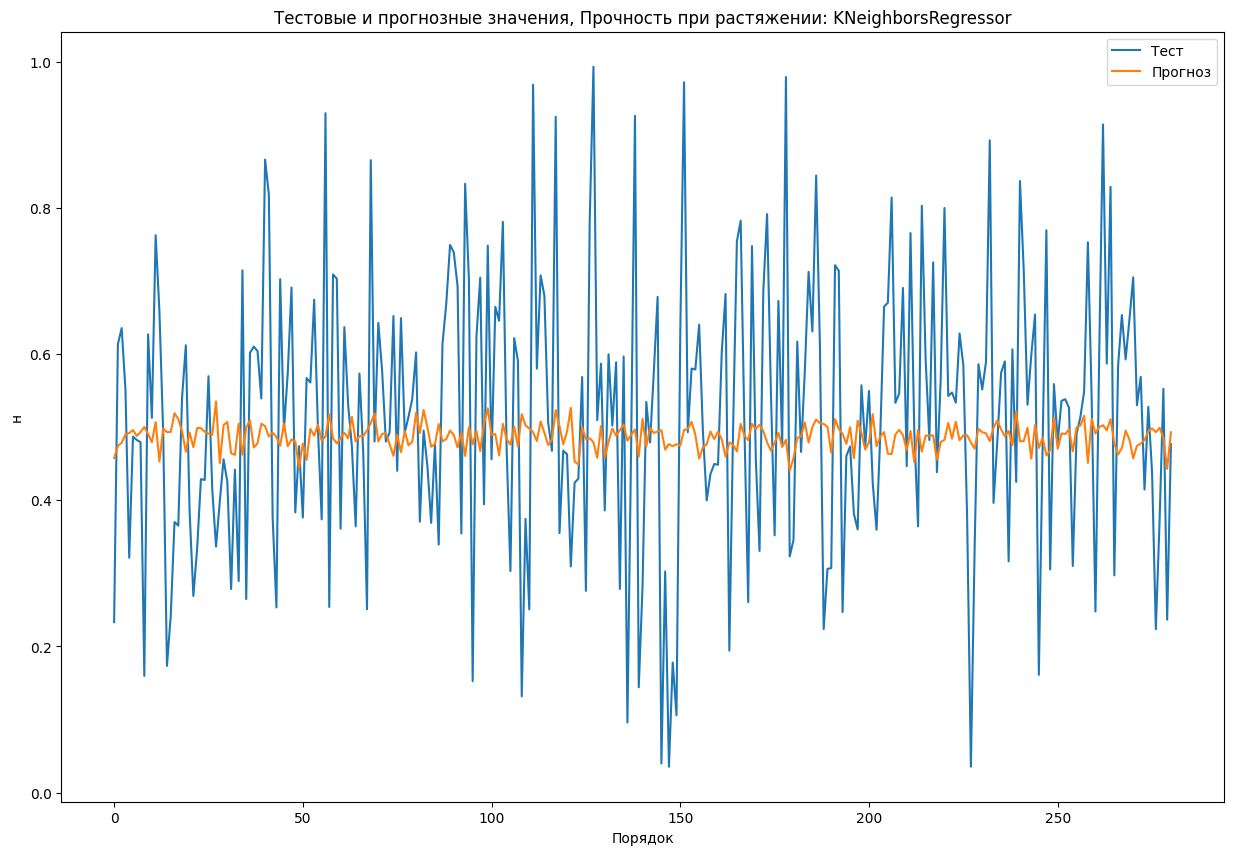 Тестовые и прогнозные значения, Прочность при растяжении: KNeighborsRegressor
Тест
Прогноз
1.0
0.8
0.6
0.4
0.2
0.0
н
0
50
100
150
200
250
Порядок